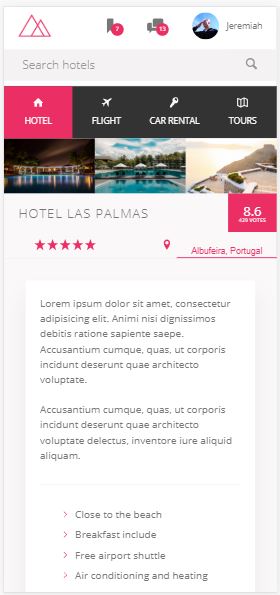 7
13
Jeremiah
Search hotels
HOTEL
FLIGHT
CAR RENTAL
TOURS
HOTEL LAS PALMAS
8.6
429 VOTES
Albufeira, Portugal
Lorem ipsum dolor sit amet, consectetur
adipisicing elit. Animi nisi dignissimos
debitis ratione sapiente saepe.
Accusantium cumque, quas, ut corporis
incidunt deserunt quae architecto
voluptate.
Accusantium cumque, quas, ut corporis
incidunt deserunt quae architecto
voluptate delectus, inventore iure aliquid
aliquam.
Close to the beach
Breakfast include
Free airport shuttle
Air conditioning and heating